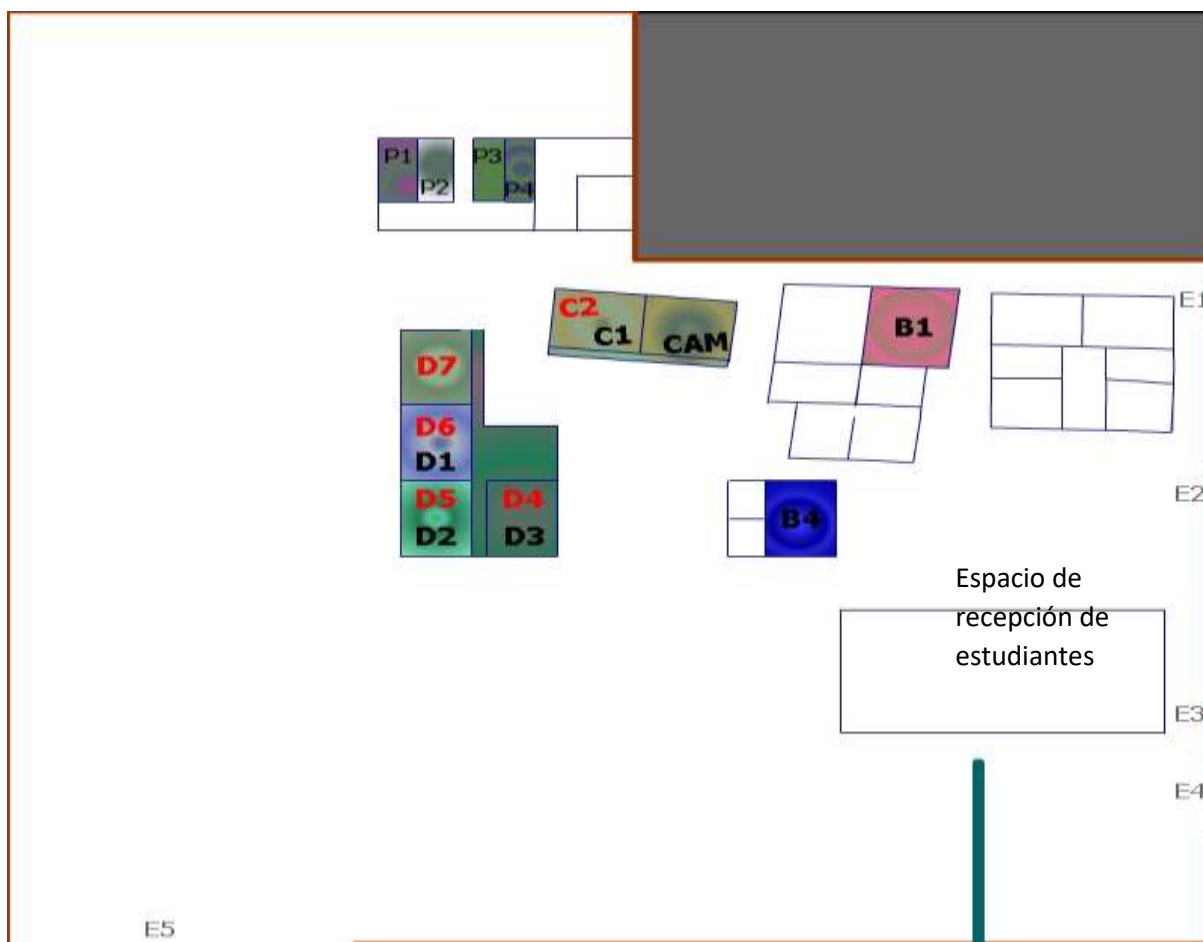 P1
P2
P3
P4
E1
C2
C1
CAM
B1
D7
D6
D1
D5
D2
D4
D3
B4
E2
Espacio de
recepción de
estudiantes
E3
E4
E5